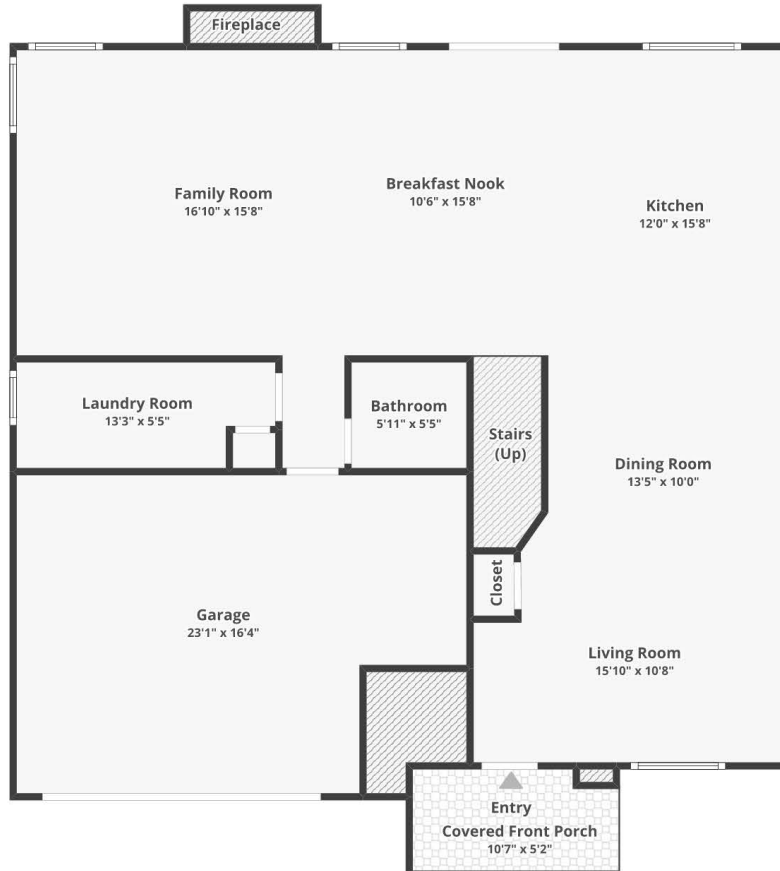 Fireplace
Family Room
16'10" x 15'8"
Breakfast Nook
10'6" x 15'8"
Kitchen
12'0" x 15'8"
Laundry Room
13'3" x 5'5"
Bathroom
5'11" x 5'5"
Stairs
(Up)
Dining Room
13'5" x 10'0"
Closet
Garage
23'1" x 16'4"
Living Room
15'10" x 10'8"
Entry
Covered Front Porch
10'7" x 5'2"